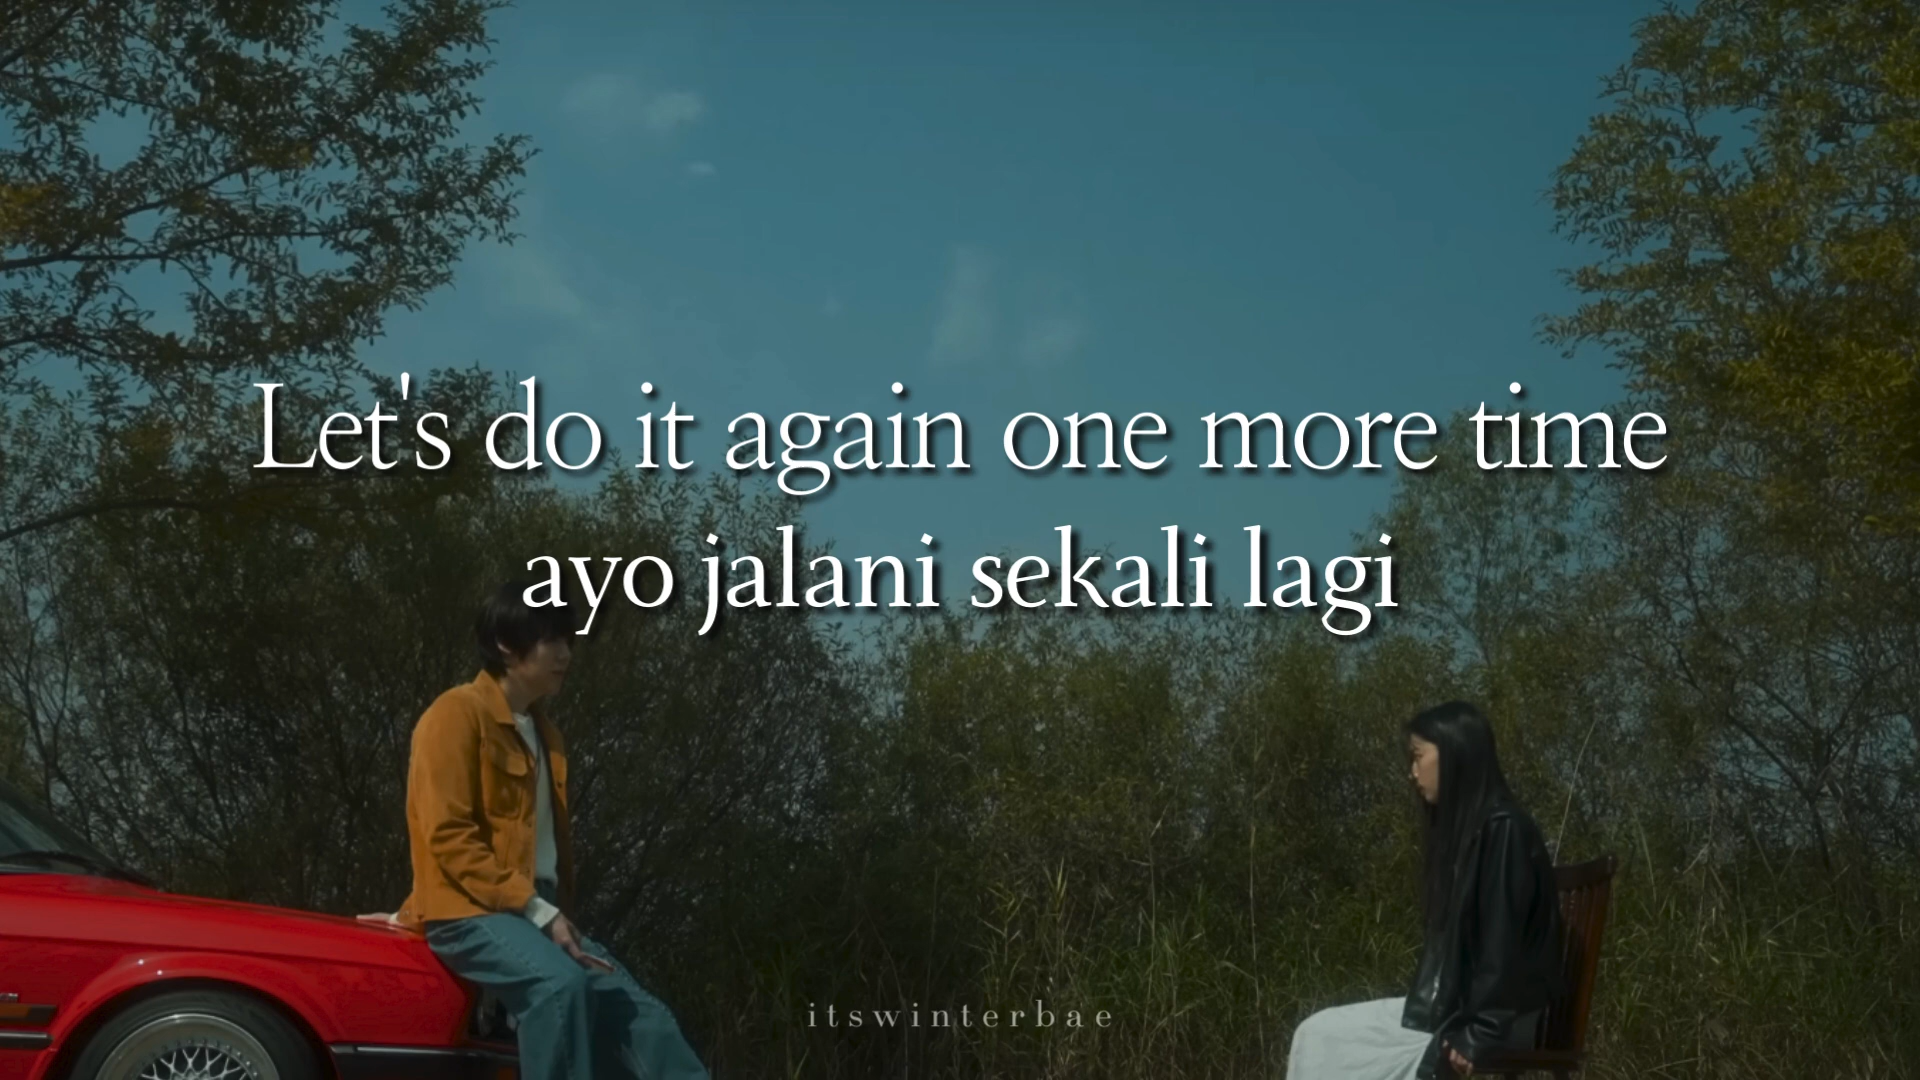 Let's do it again one more time
ayo jalani sekali lagi
itswinterbae